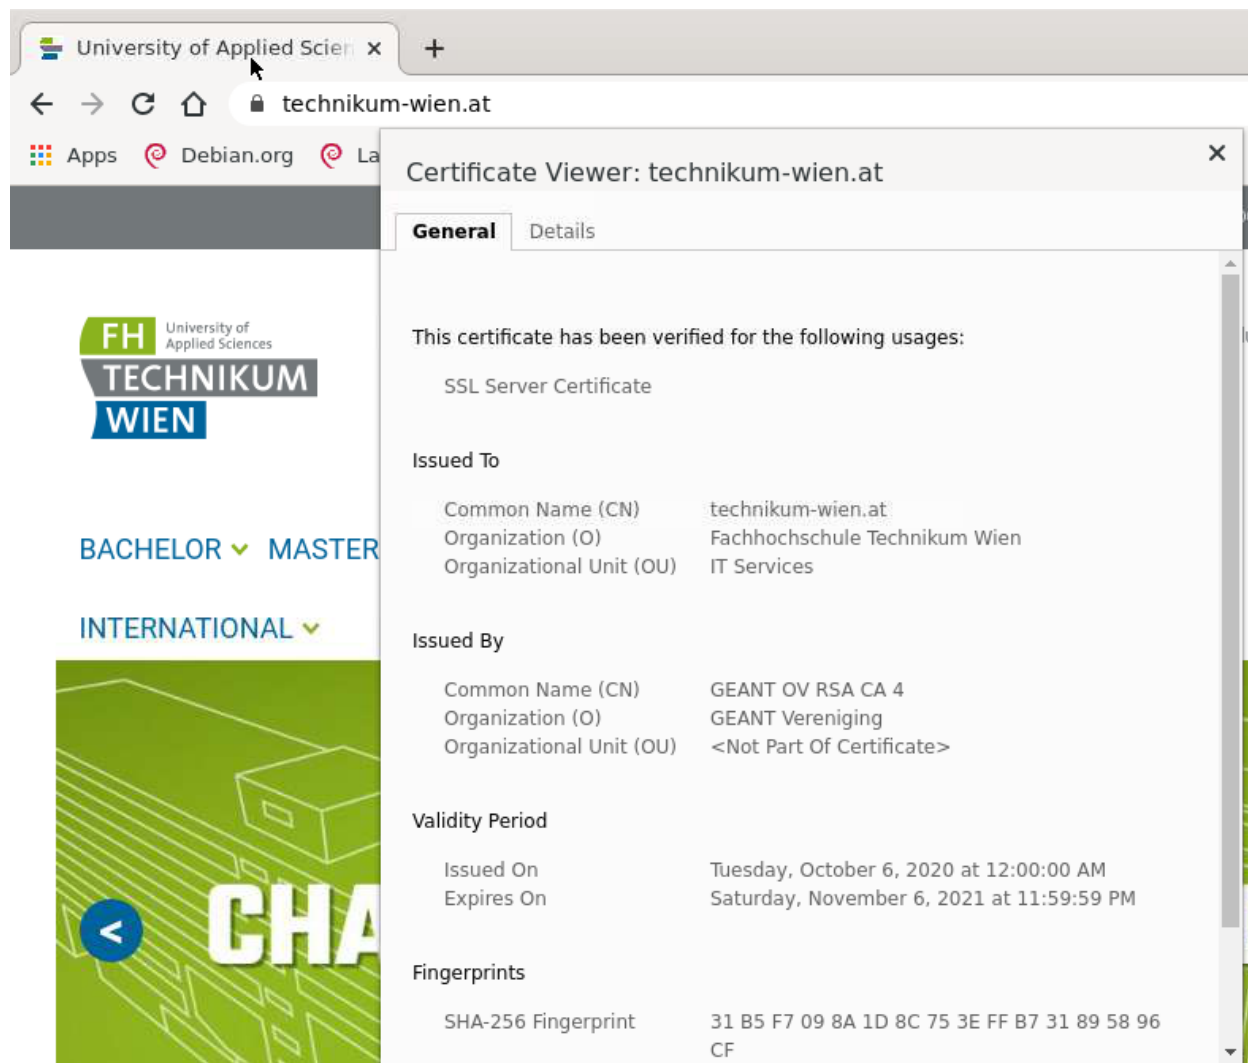 University of Applied Scien
technikum-wien.at
Apps Debian.org La
Certificate Viewer: technikum-wien.at
General Details
This certificate has been verified for the following usages:
SSL Server Certificate
Issued To
Common Name (CN) technikum-wien.at
Organization (O) Fachhochschule Technikum Wien
Organizational Unit (OU) IT Services
Issued By
Common Name (CN) GEANT OV RSA CA 4
Organization (O) GEANT Vereniging
Organizational Unit (OU) <Not Part Of Certificate>
Validity Period
Issued On Tuesday, October 6, 2020 at 12:00:00 AM
Expires On Saturday, November 6, 2021 at 11:59:59 PM
Fingerprints
SHA-256 Fingerprint 31 B5 F7 09 8A 1D 8C 75 3E FF B7 31 89 58 96
CF
FH University of
Applied Sciences
TECHNIKUM
WIEN
BACHELOR MASTER
INTERNATIONAL
< CHA